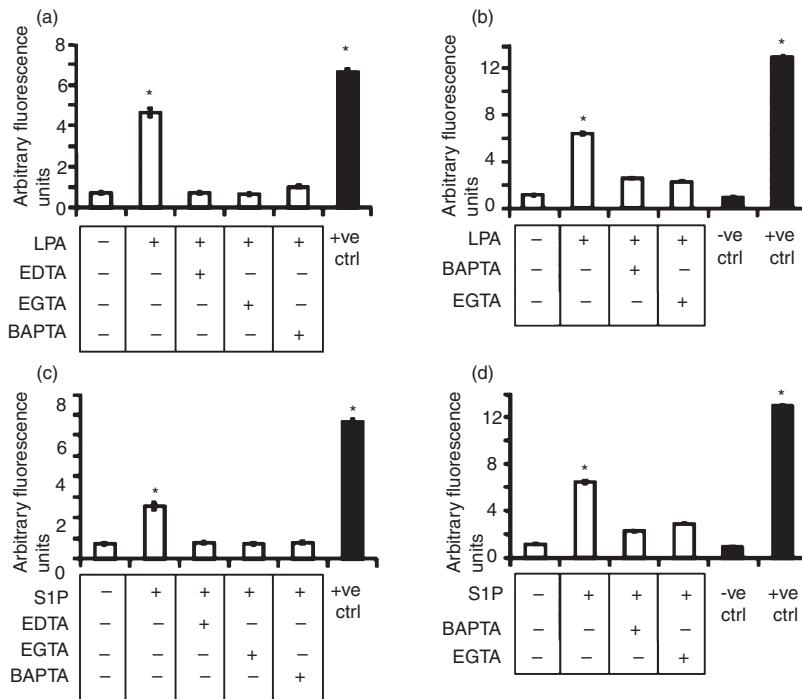 (a)
Arbitrary fluorescence
units
8
6
4
2
0
* * 
LPA – + + + + +ve
ctrl
EDTA – – + – –
EGTA – – – + –
BAPTA – – – – +
(b)
Arbitrary fluorescence
units
12
8
4
0
* *
LPA – + + + -ve
ctrl +ve
ctrl
BAPTA – – + –
EGTA – – – +
(c)
Arbitrary fluorescence
units
8
6
4
2
0
* *
S1P – + + + + +ve
ctrl
EDTA – – + – –
EGTA – – – + –
BAPTA – – – – +
(d)
Arbitrary fluorescence
units
12
8
4
0
* *
S1P – + + + -ve
ctrl +ve
ctrl
BAPTA – – + –
EGTA – – – +